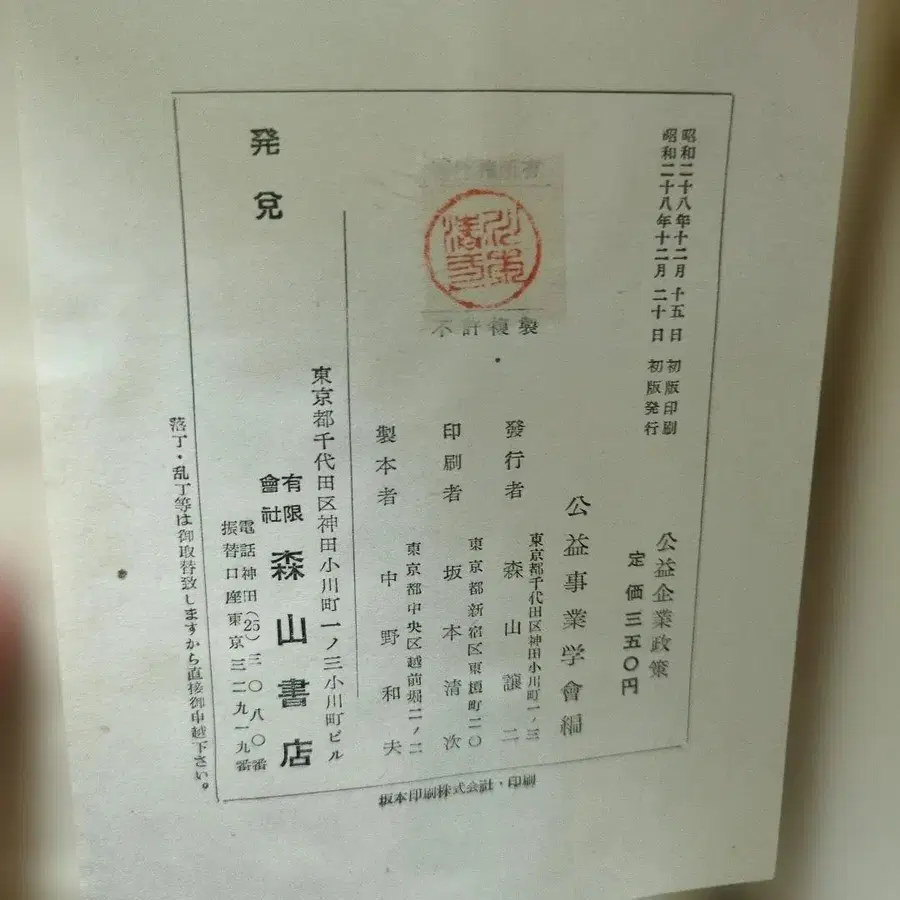 昭和二十八年十二月 十五日 初版印刷
昭和二十八年十二月 二十日 初版発行
公益企業政策
定価三五〇円
不許複製
公益事業学會編
發行者
東京都千代田区神田小川町一ノ三
森山讓二
印刷者
東京都新宿区東榎町二〇
坂本清次
製本者
東京都中央区越前堀二ノ二
中野和夫
発兌
東京都千代田区神田小川町一ノ三小川町ビル
有限會社 森山書店
電話神田(25)三〇八〇番
振替口座東京三二九一九番
落丁・乱丁等は御取替致しますから直接御申越下さい。
坂本印刷株式会社・印刷